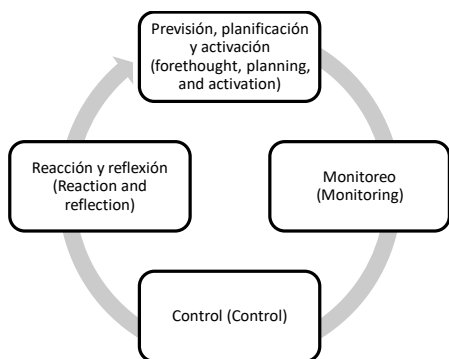 Previsión, planificación
y activación
(forethought, planning,
and activation)
Monitoreo
(Monitoring)
Control (Control)
Reacción y reflexión
(Reaction and
reflection)